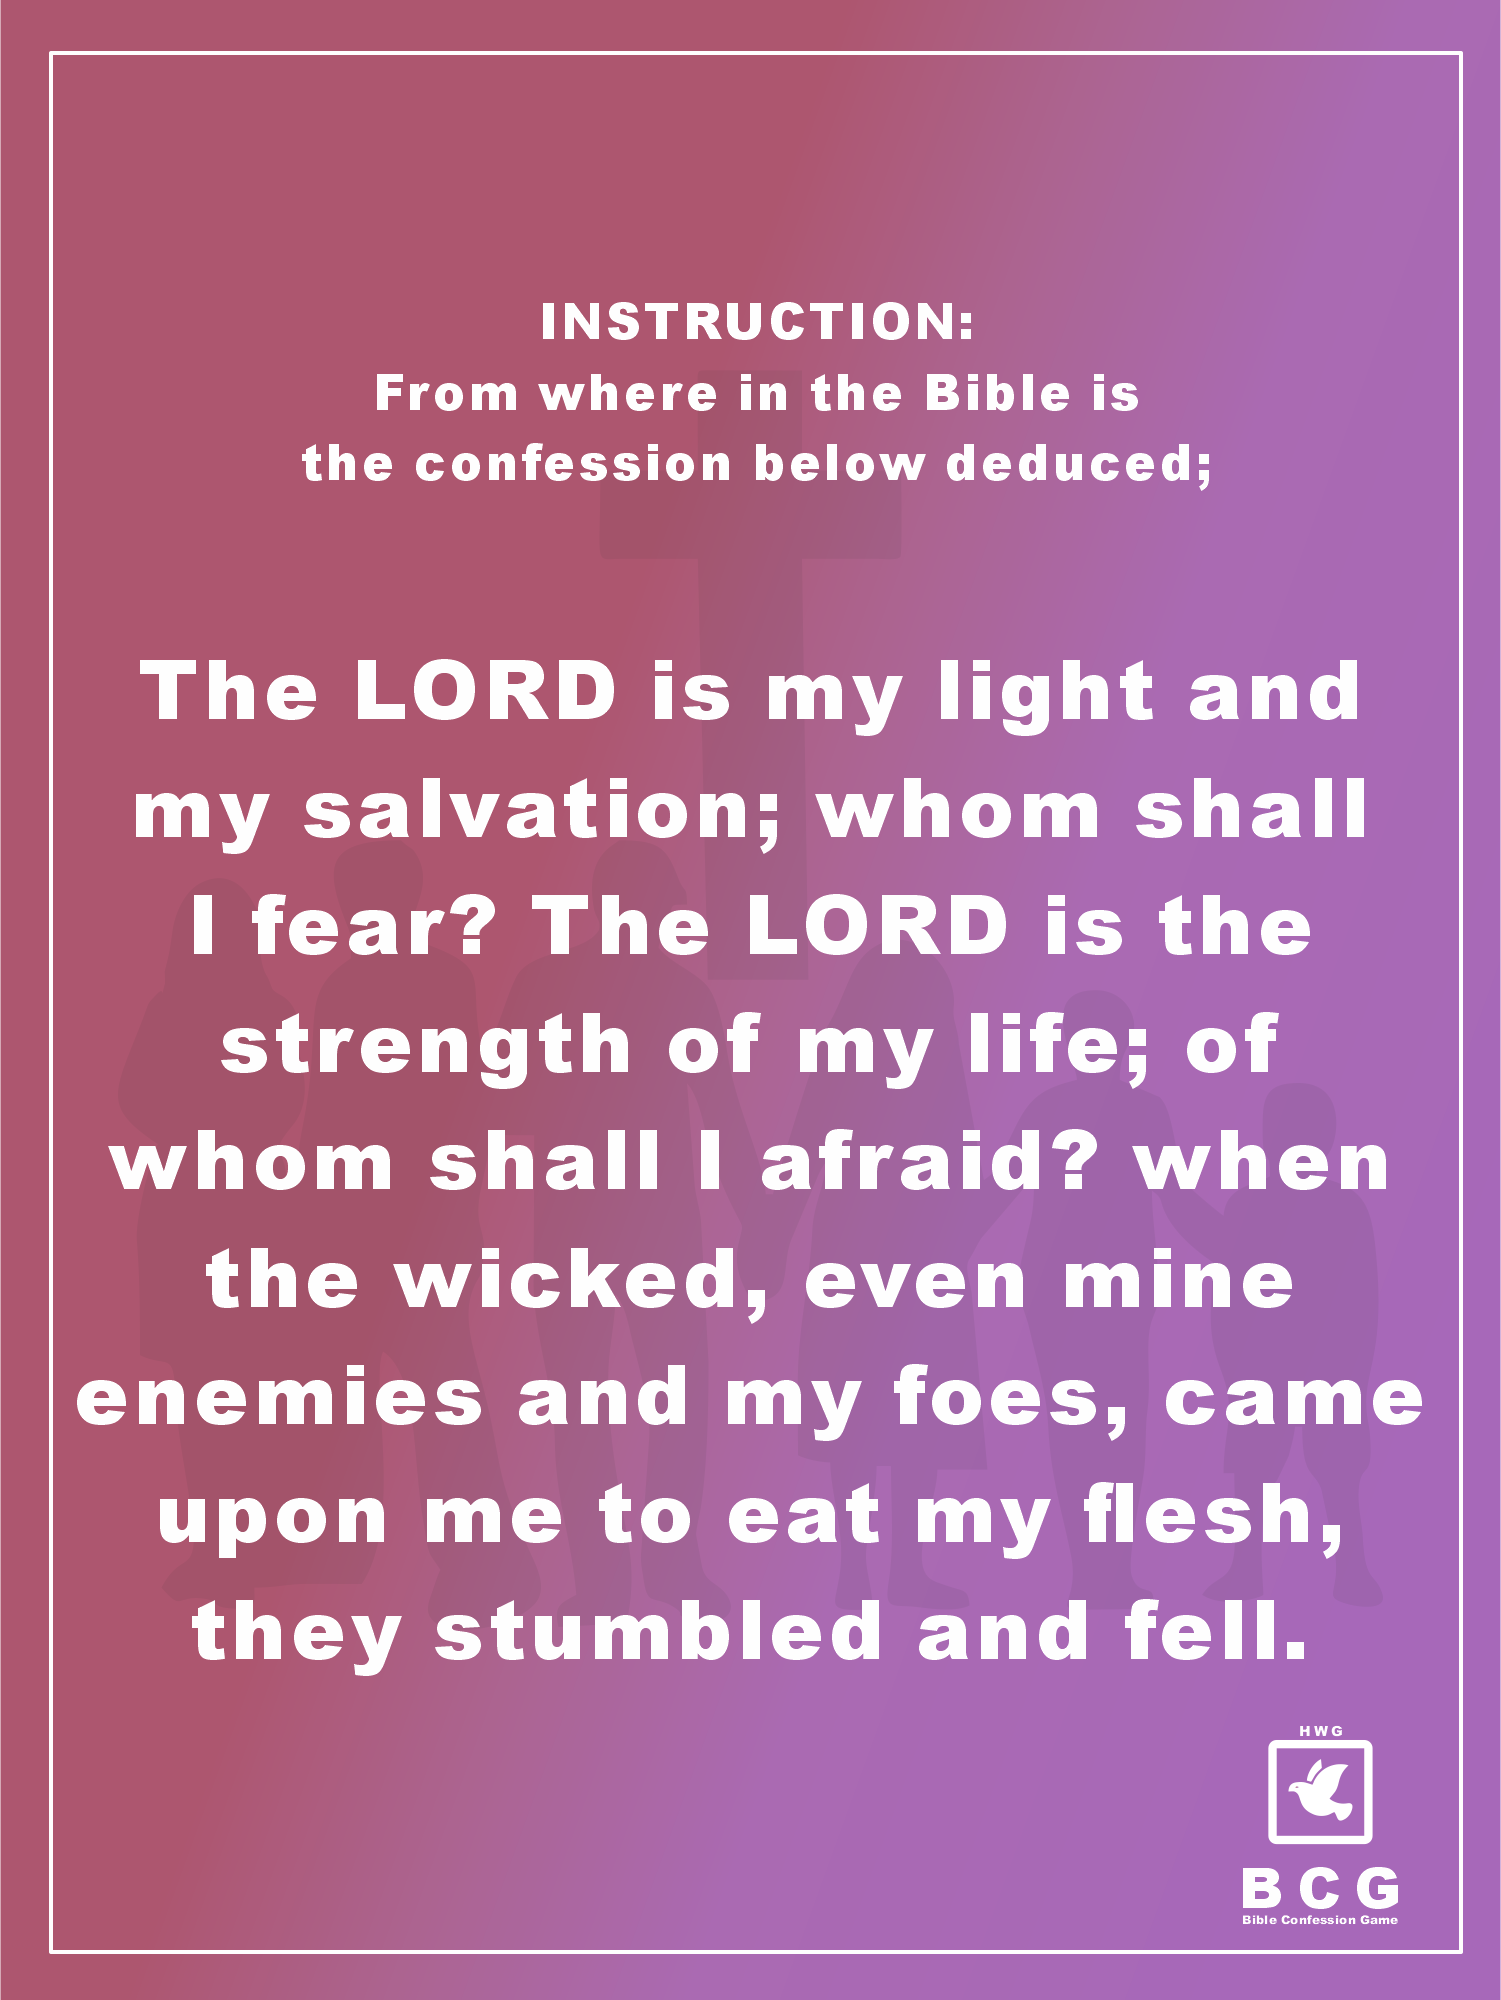 INSTRUCTION:
From where in the Bible is
the confession below deduced;
The LORD is my light and
my salvation; whom shall
I fear? The LORD is the
strength of my life; of
whom shall I afraid? when
the wicked, even mine
enemies and my foes, came
upon me to eat my flesh,
they stumbled and fell.
HWG
BCG
Bible Confession Game